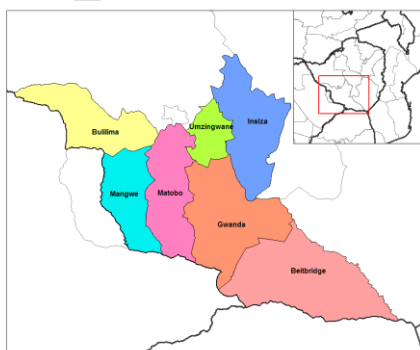 Bulilima
Umzingwane
Insiza
Mangwe
Matobo
Gwanda
Beitbridge